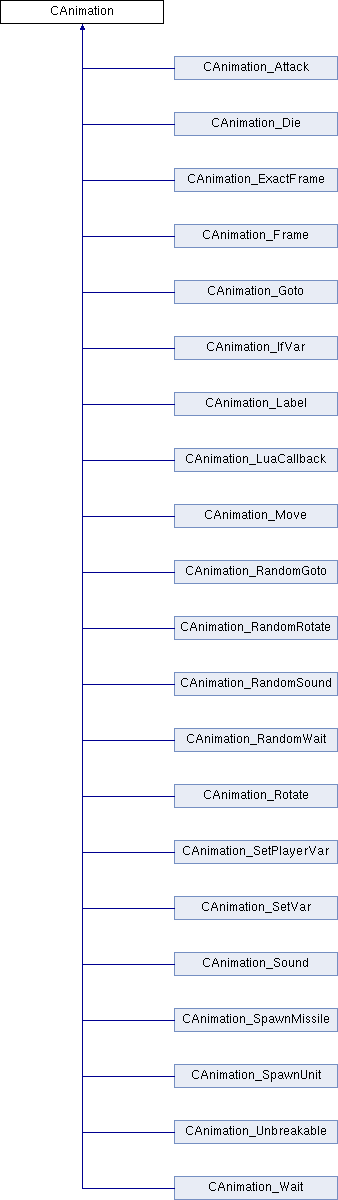 CAnimation
CAnimation_Attack
CAnimation_Die
CAnimation_ExactFrame
CAnimation_Frame
CAnimation_Goto
CAnimation_IfVar
CAnimation_Label
CAnimation_LuaCallback
CAnimation_Move
CAnimation_RandomGoto
CAnimation_RandomRotate
CAnimation_RandomSound
CAnimation_RandomWait
CAnimation_Rotate
CAnimation_SetPlayerVar
CAnimation_SetVar
CAnimation_Sound
CAnimation_SpawnMissile
CAnimation_SpawnUnit
CAnimation_Unbreakable
CAnimation_Wait